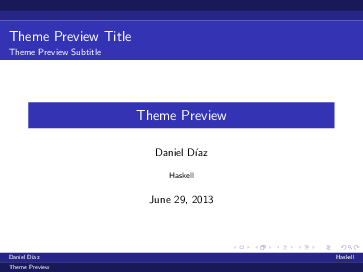 Theme Preview Title
Theme Preview Subtitle
Theme Preview
Daniel Díaz
Haskell
June 29, 2013
Daniel Díaz
Haskell
Theme Preview